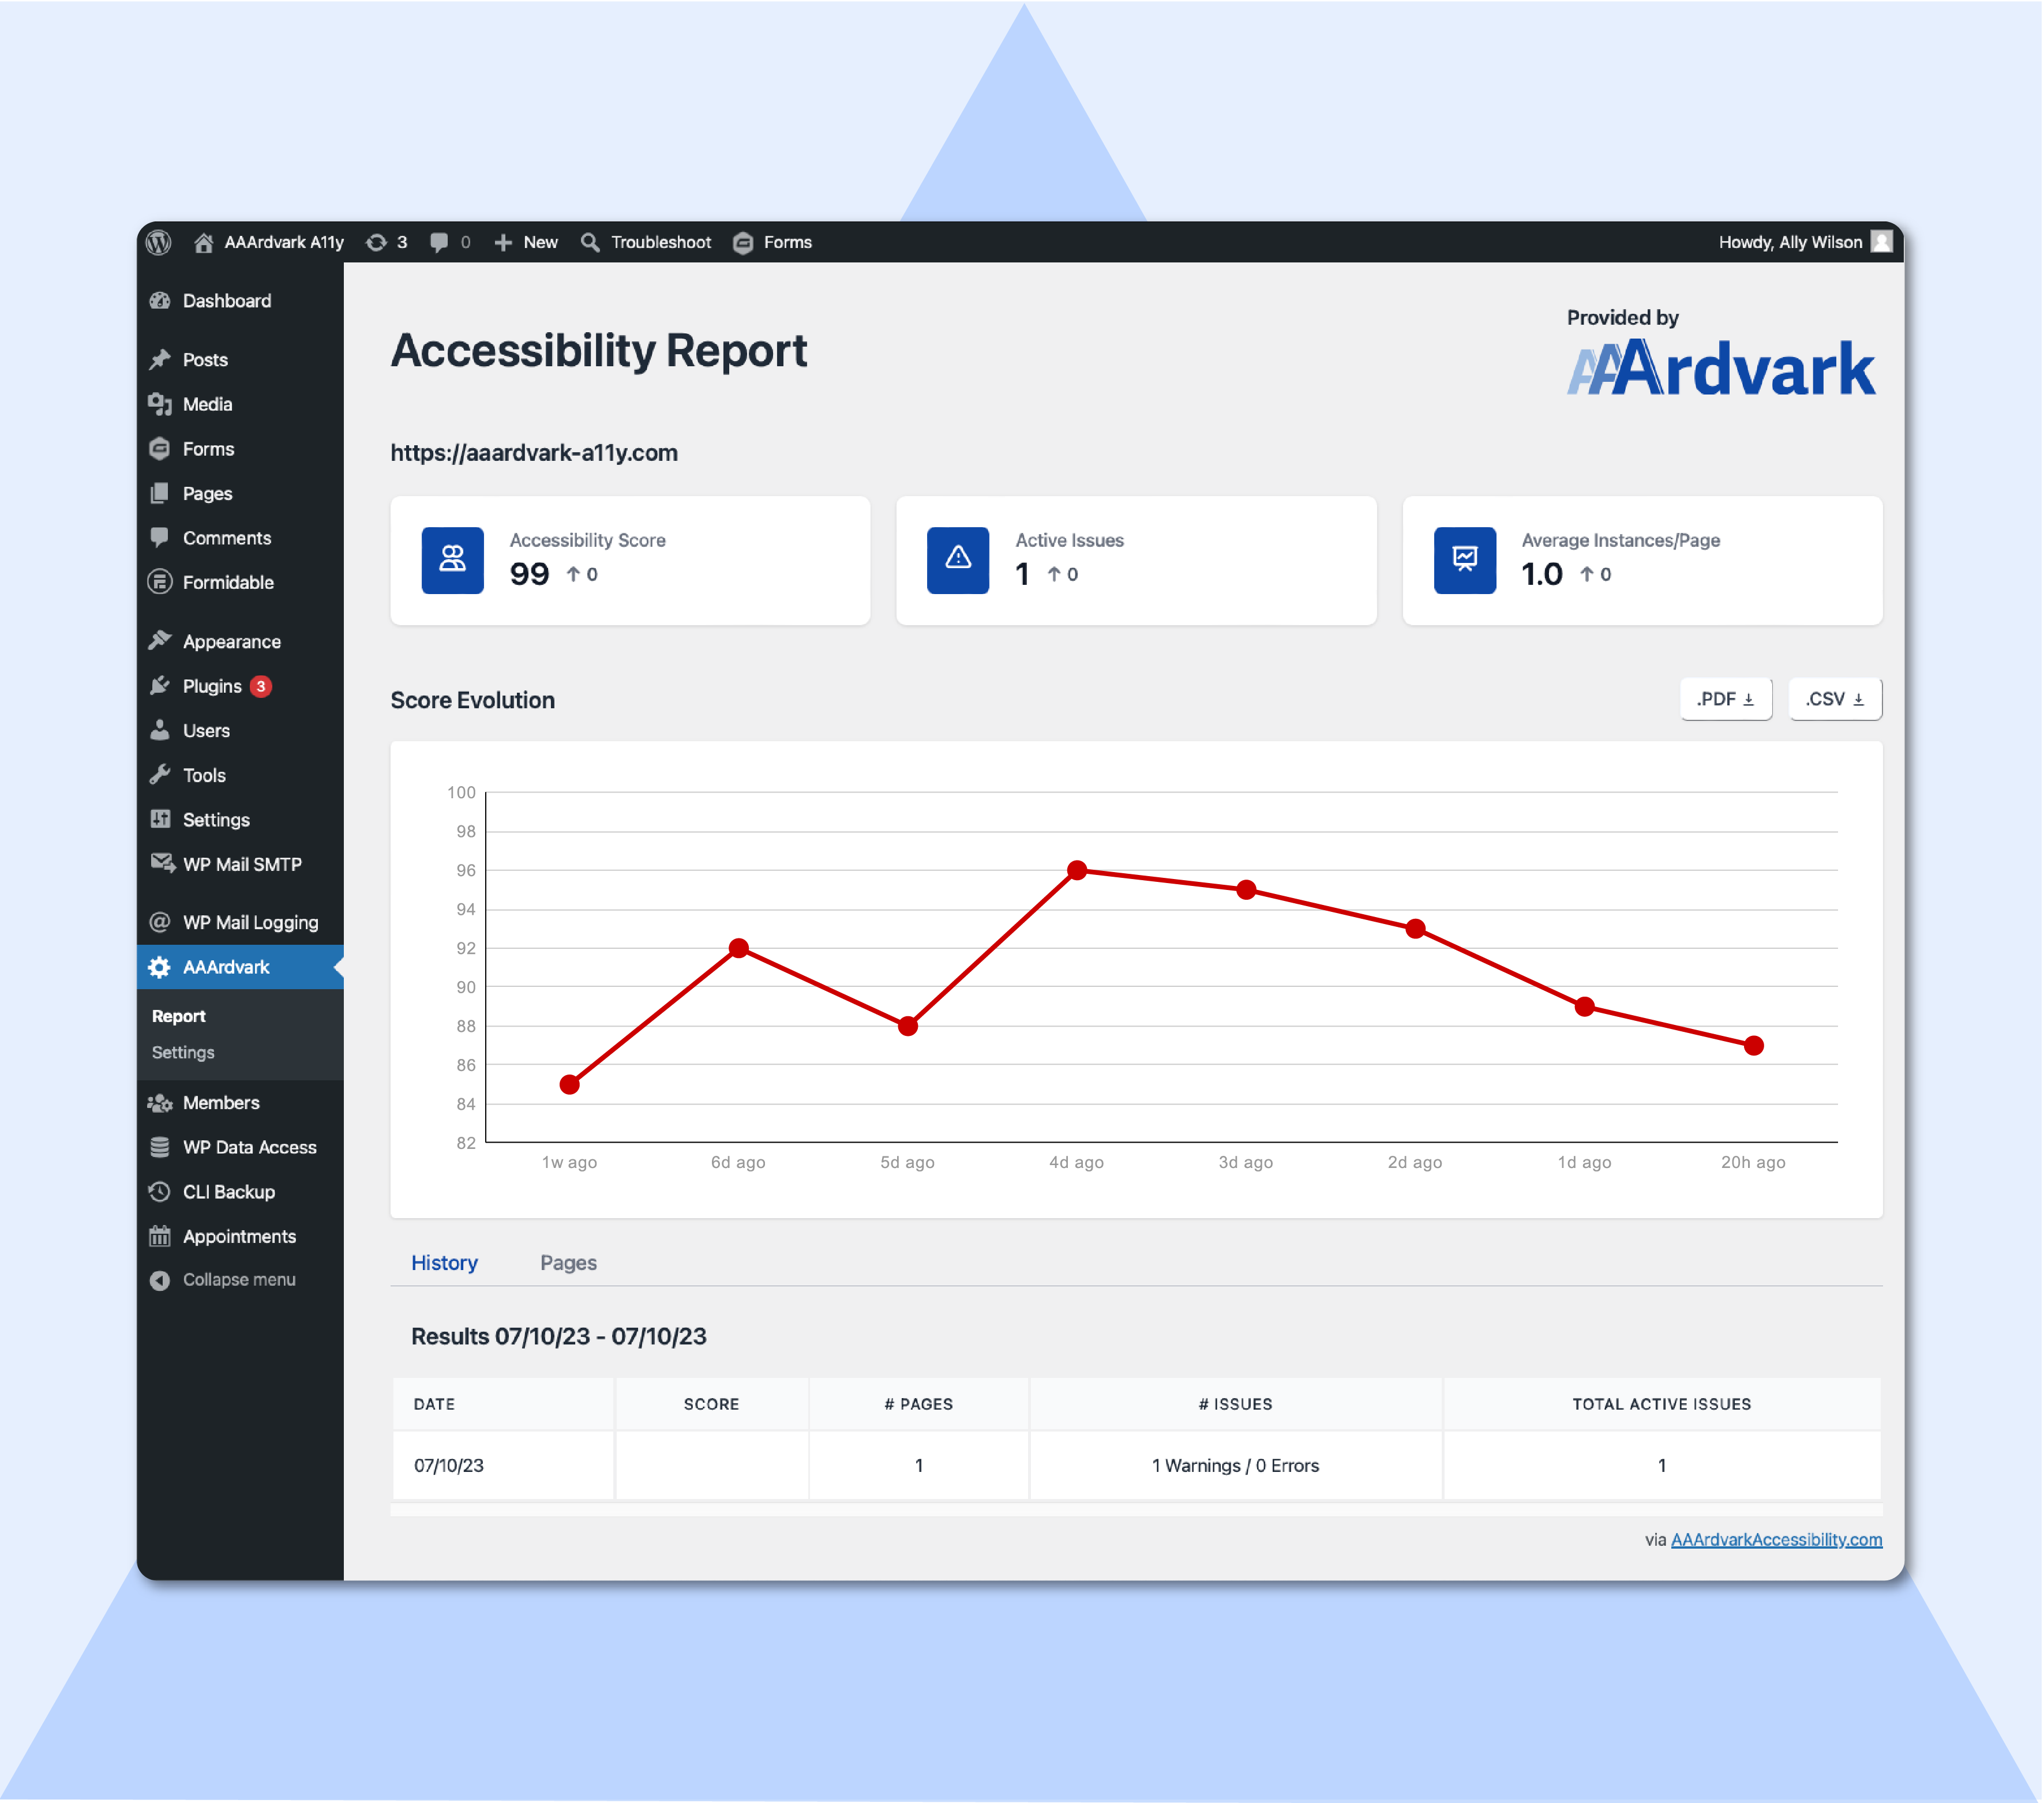 AAArdvark A11y 3 0 New Troubleshoot Forms Howdy, Ally Wilson
Dashboard
Posts
Media
Forms
Pages
Comments
Formidable
Appearance
Plugins 3
Users
Tools
Settings
WP Mail SMTP
WP Mail Logging
AAArdvark
Report
Settings
Members
WP Data Access
CLI Backup
Appointments
Collapse menu
Accessibility Report
Provided by
AAArdvark
https://aaardvark-a11y.com
Accessibility Score
99 ↑ 0
Active Issues
1 ↑ 0
Average Instances/Page
1.0 ↑ 0
Score Evolution
.PDF
.CSV
100
98
96
94
92
90
88
86
84
82
1w ago 6d ago 5d ago 4d ago 3d ago 2d ago 1d ago 20h ago
History Pages
Results 07/10/23 - 07/10/23
DATE SCORE # PAGES # ISSUES TOTAL ACTIVE ISSUES
07/10/23 1 1 Warnings / 0 Errors 1
via AAArdvarkAccessibility.com